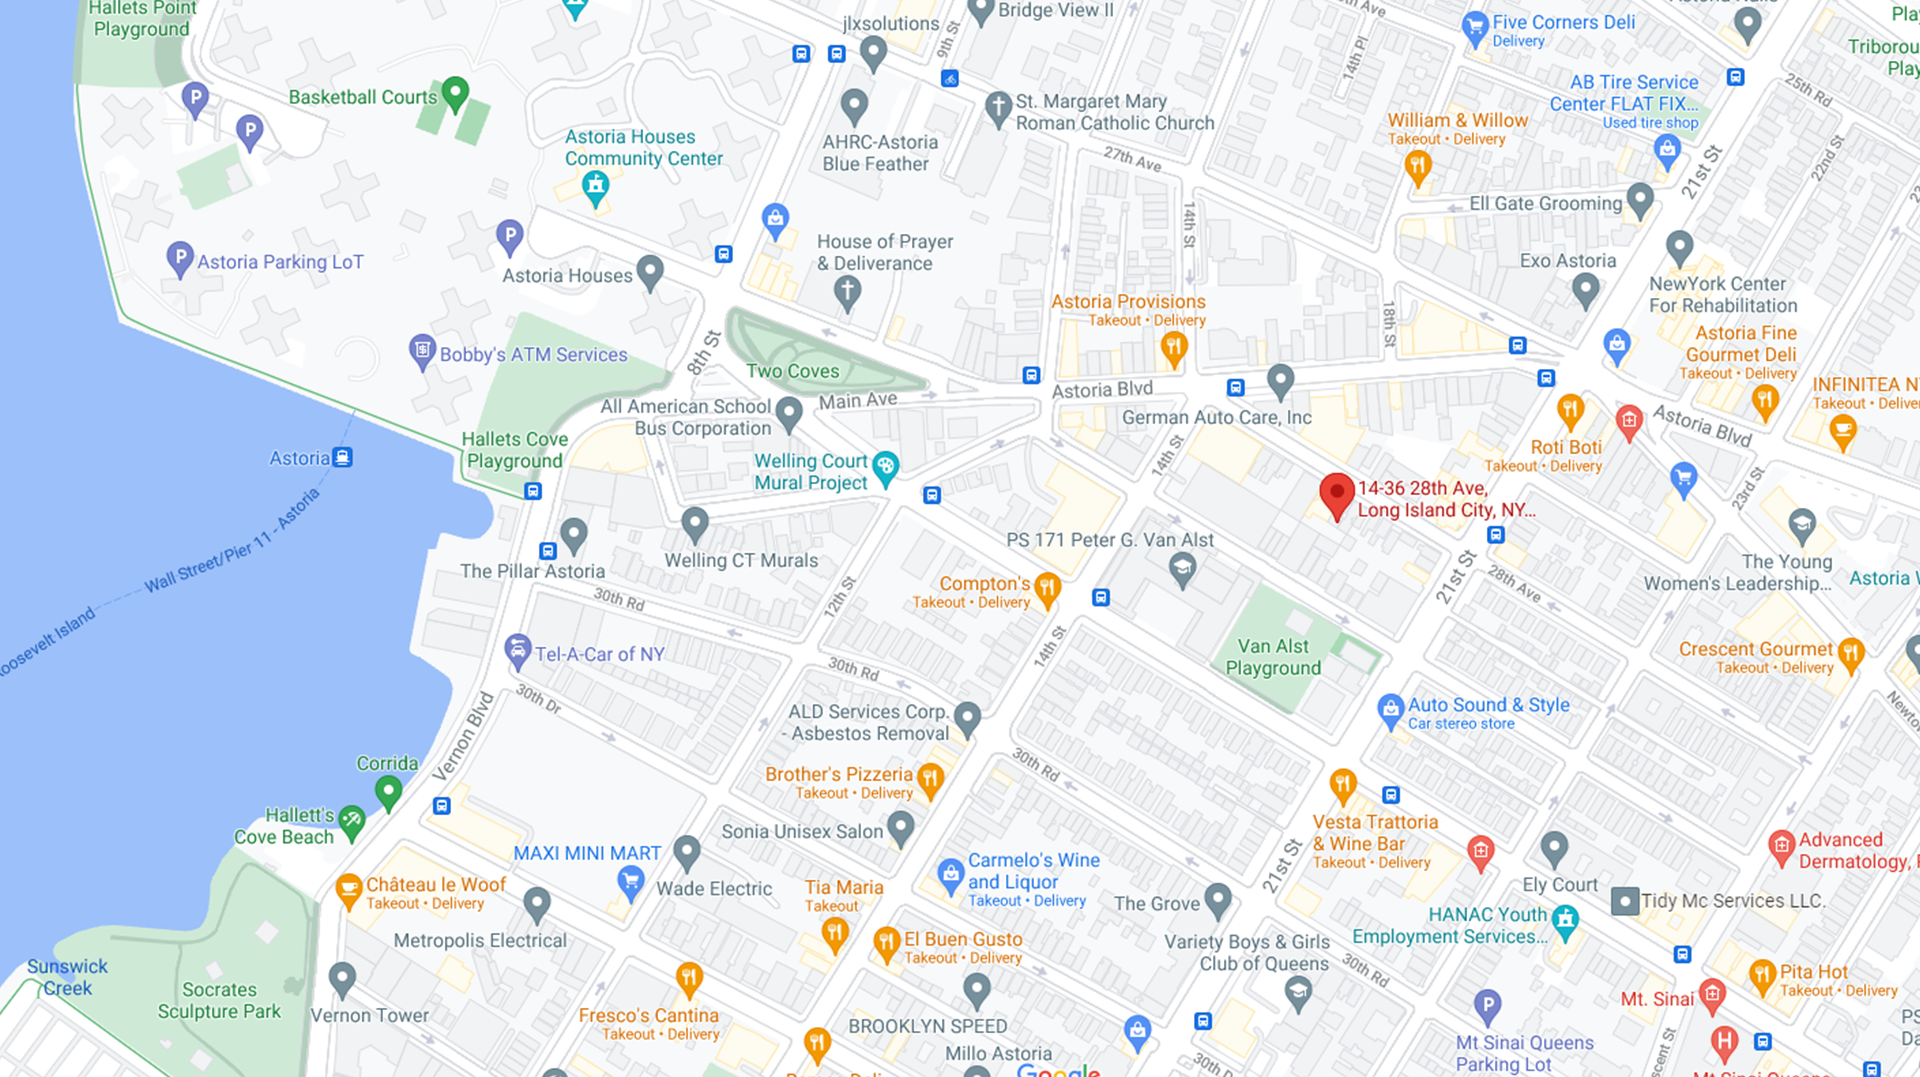 Hallets Point
Playground
jlxsolutions
9th St
Bridge View II
14th Pl
Five Corners Deli
Delivery
25th Rd
Basketball Courts
AB Tire Service
Center FLAT FIX...
Used tire shop
St. Margaret Mary
Roman Catholic Church
William & Willow
Takeout • Delivery
Astoria Houses
Community Center
AHRC-Astoria
Blue Feather
27th Ave
21st St
22nd St
Ell Gate Grooming
14th St
Astoria Parking LoT
Astoria Houses
House of Prayer
& Deliverance
Exo Astoria
NewYork Center
For Rehabilitation
Astoria Provisions
Takeout • Delivery
18th St
Bobby's ATM Services
8th St
Two Coves
Astoria Fine
Gourmet Deli
Takeout • Delivery
Main Ave
Astoria Blvd
All American School
Bus Corporation
German Auto Care, Inc
Astoria Blvd
Hallets Cove
Playground
Astoria
Welling Court
Mural Project
14th St
Roti Boti
Takeout • Delivery
14-36 28th Ave,
Long Island City, NY...
23rd St
Wall Street/Pier 11 - Astoria
The Pillar Astoria
Welling CT Murals
PS 171 Peter G. Van Alst
21st St
28th Ave
The Young
Women's Leadership...
Compton's
Takeout • Delivery
30th Rd
12th St
14th St
Van Alst
Playground
Tel-A-Car of NY
30th Rd
Crescent Gourmet
Takeout • Delivery
30th Dr
Vernon Blvd
ALD Services Corp.
- Asbestos Removal
Auto Sound & Style
Car stereo store
Corrida
Brother's Pizzeria
Takeout • Delivery
30th Rd
Hallett's
Cove Beach
Sonia Unisex Salon
Vesta Trattoria
& Wine Bar
Takeout • Delivery
21st St
Advanced
Dermatology,
MAXI MINI MART
Wade Electric
Carmelo's Wine
and Liquor
Takeout • Delivery
Ely Court
Château le Woof
Takeout • Delivery
Tia Maria
Takeout
The Grove
Tidy Mc Services LLC.
HANAC Youth
Employment Services...
Metropolis Electrical
El Buen Gusto
Takeout • Delivery
Variety Boys & Girls
Club of Queens
30th Rd
Sunswick
Creek
Socrates
Sculpture Park
Vernon Tower
Fresco's Cantina
Takeout • Delivery
BROOKLYN SPEED
Millo Astoria
Pita Hot
Takeout • Delivery
Mt. Sinai
Mt Sinai Queens
Parking Lot
Google